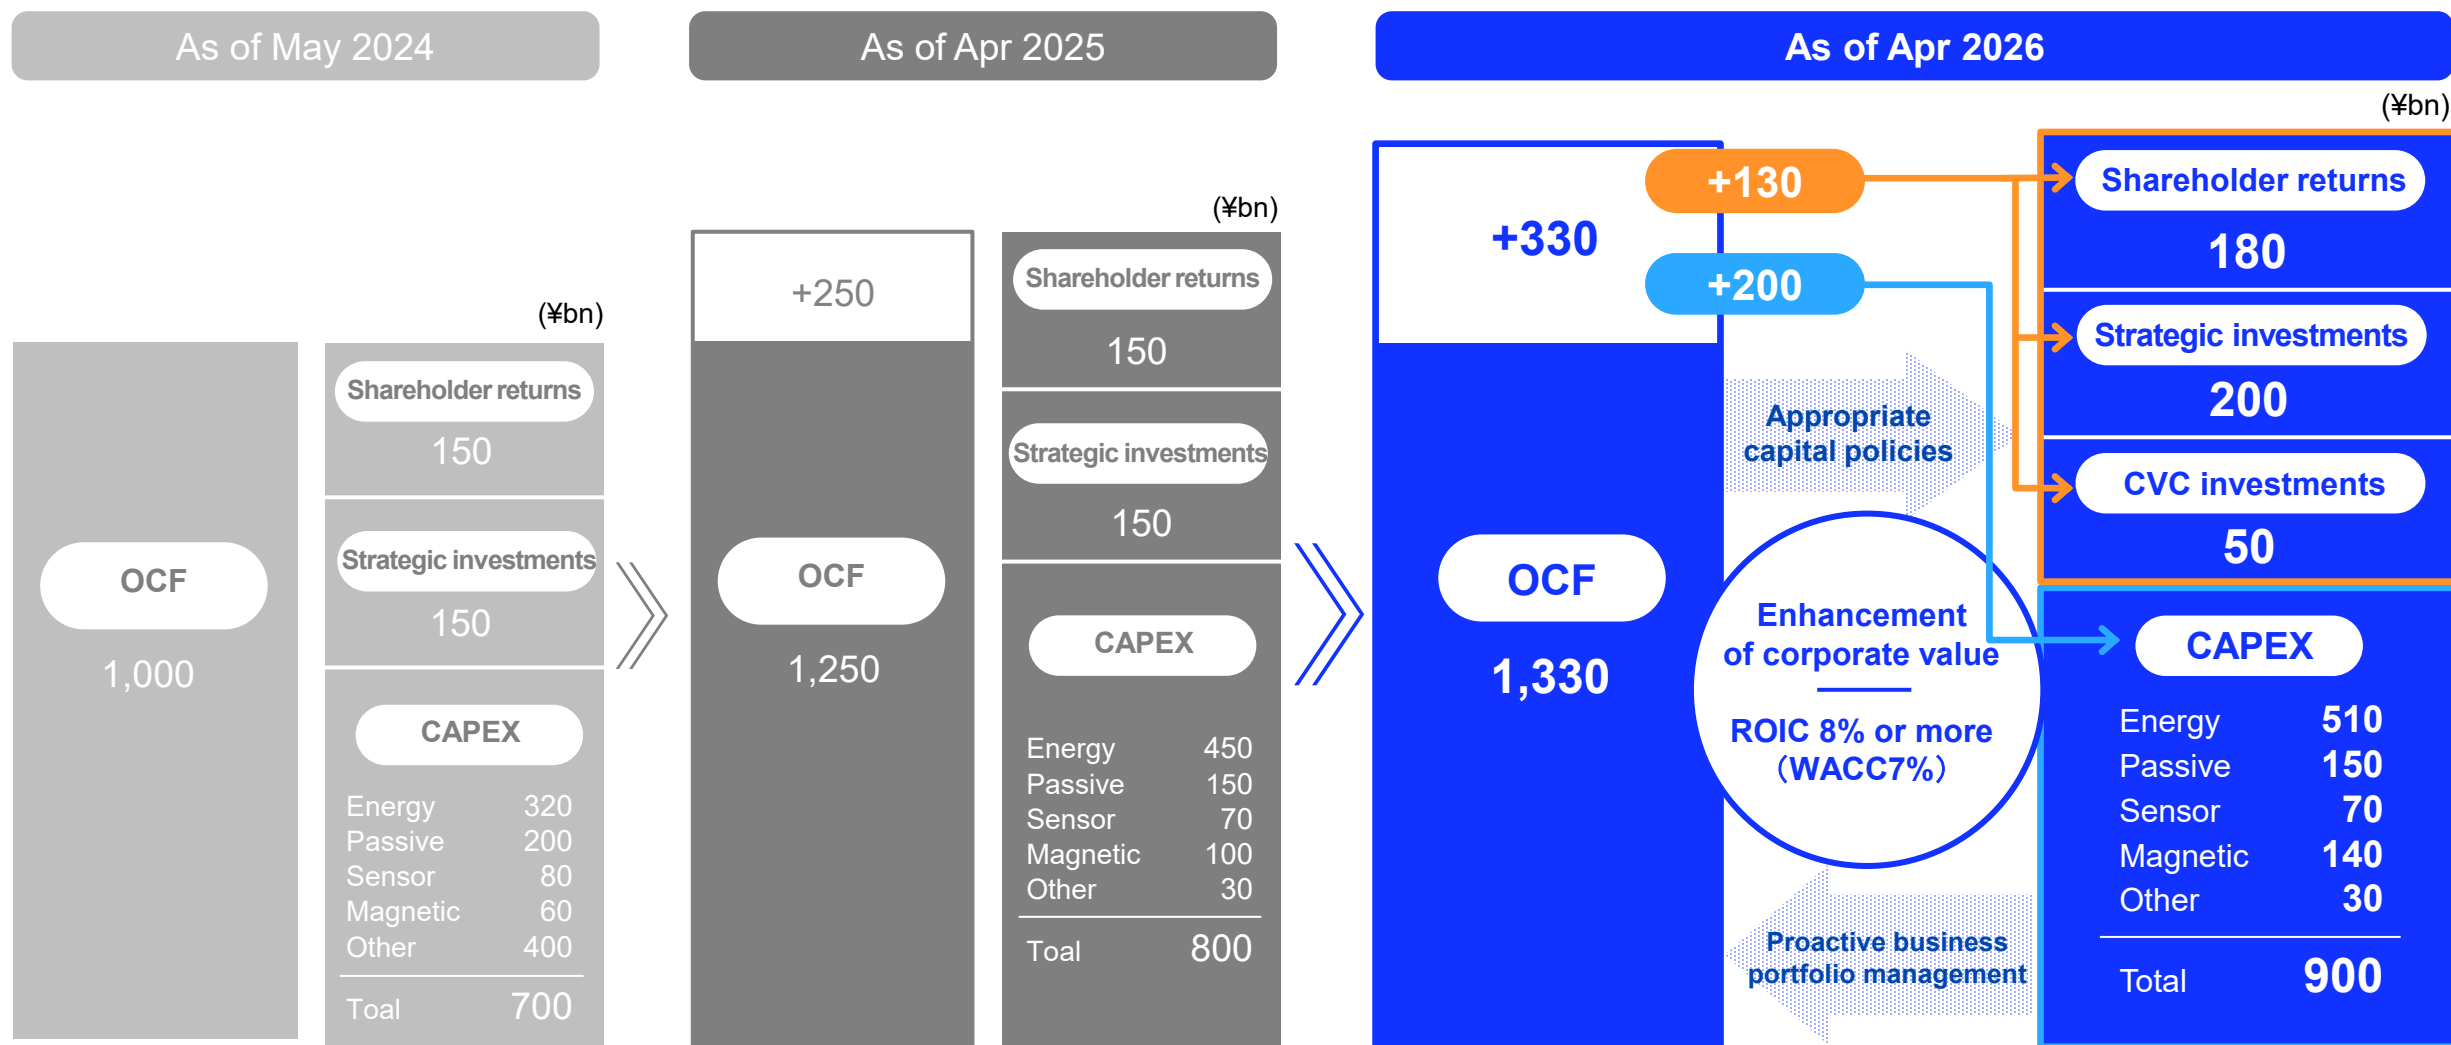 As of May 2024
(¥bn)
OCF
1,000
Shareholder returns
150
Strategic investments
150
CAPEX
Energy 320
Passive 200
Sensor 80
Magnetic 60
Other 400
Toal 700
As of Apr 2025
(¥bn)
+250
OCF
1,250
Shareholder returns
150
Strategic investments
150
CAPEX
Energy 450
Passive 150
Sensor 70
Magnetic 100
Other 30
Toal 800
As of Apr 2026
(¥bn)
+330
+130
+200
OCF
1,330
Appropriate
capital policies
Enhancement
of corporate value
ROIC 8% or more
（WACC7%）
Proactive business
portfolio management
Shareholder returns
180
Strategic investments
200
CVC investments
50
CAPEX
Energy 510
Passive 150
Sensor 70
Magnetic 140
Other 30
Total 900